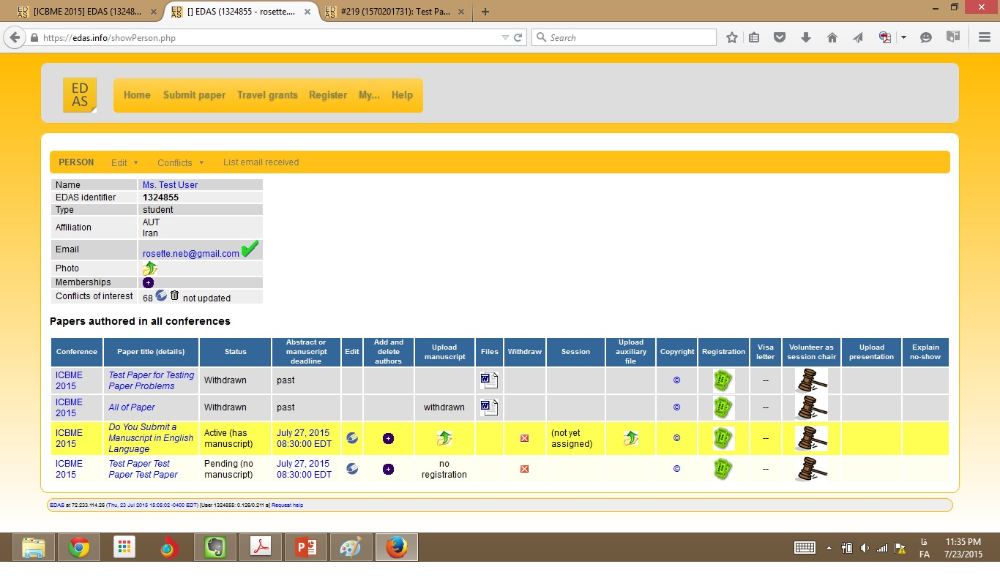 [ICBME 2015] EDAS (13248...
[] EDAS (1324855 - rosette....
#219 (1570201731): Test Pa...
https://edas.info/showPerson.php
Search
ED
AS
Home Submit paper Travel grants Register My... Help
PERSON Edit Conflicts List email received
Name Ms. Test User
EDAS identifier 1324855
Type student
Affiliation AUT
Iran
Email rosette.neb@gmail.com
Photo
Memberships
Conflicts of interest 68 not updated
Papers authored in all conferences
Conference Paper title (details) Status Abstract or manuscript deadline Edit Add and delete authors Upload manuscript Files Withdraw Session Upload auxiliary file Copyright Registration Visa letter Volunteer as session chair Upload presentation Explain no-show
ICBME 2015 Test Paper for Testing Paper Problems Withdrawn past © --
ICBME 2015 All of Paper Withdrawn past withdrawn © --
ICBME 2015 Do You Submit a Manuscript in English Language Active (has manuscript) July 27, 2015 08:30:00 EDT (not yet assigned) © --
ICBME 2015 Test Paper Test Paper Test Paper Pending (no manuscript) July 27, 2015 08:30:00 EDT no registration © --
EDAS at 72.233.114.26 (Thu, 23 Jul 2015 15:05:02 -0400 EDT) [User 1324855: 0.126/0.211 s] Request help
فا
FA
11:35 PM
7/23/2015